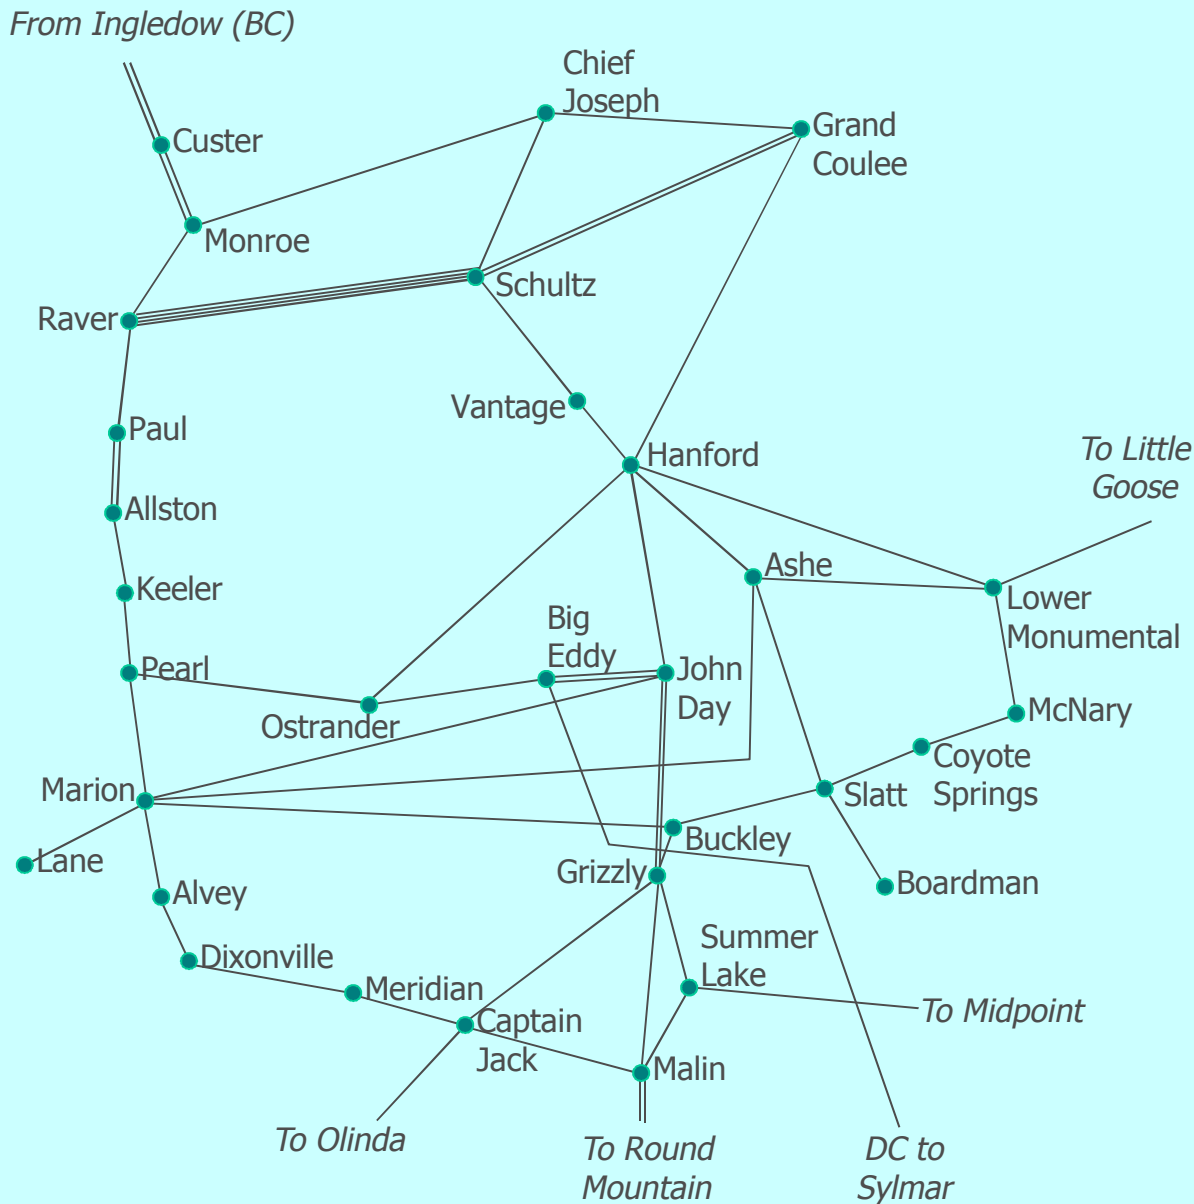 From Ingledow (BC)
Chief
Joseph
Custer
Grand
Coulee
Monroe
Schultz
Raver
Vantage
Paul
Hanford
To Little
Goose
Allston
Ashe
Keeler
Lower
Monumental
Big
Eddy
Pearl
John
Day
Ostrander
McNary
Coyote
Springs
Marion
Slatt
Buckley
Lane
Grizzly
Boardman
Alvey
Summer
Lake
Dixonville
Meridian
To Midpoint
Captain
Jack
Malin
To Olinda
To Round
Mountain
DC to
Sylmar